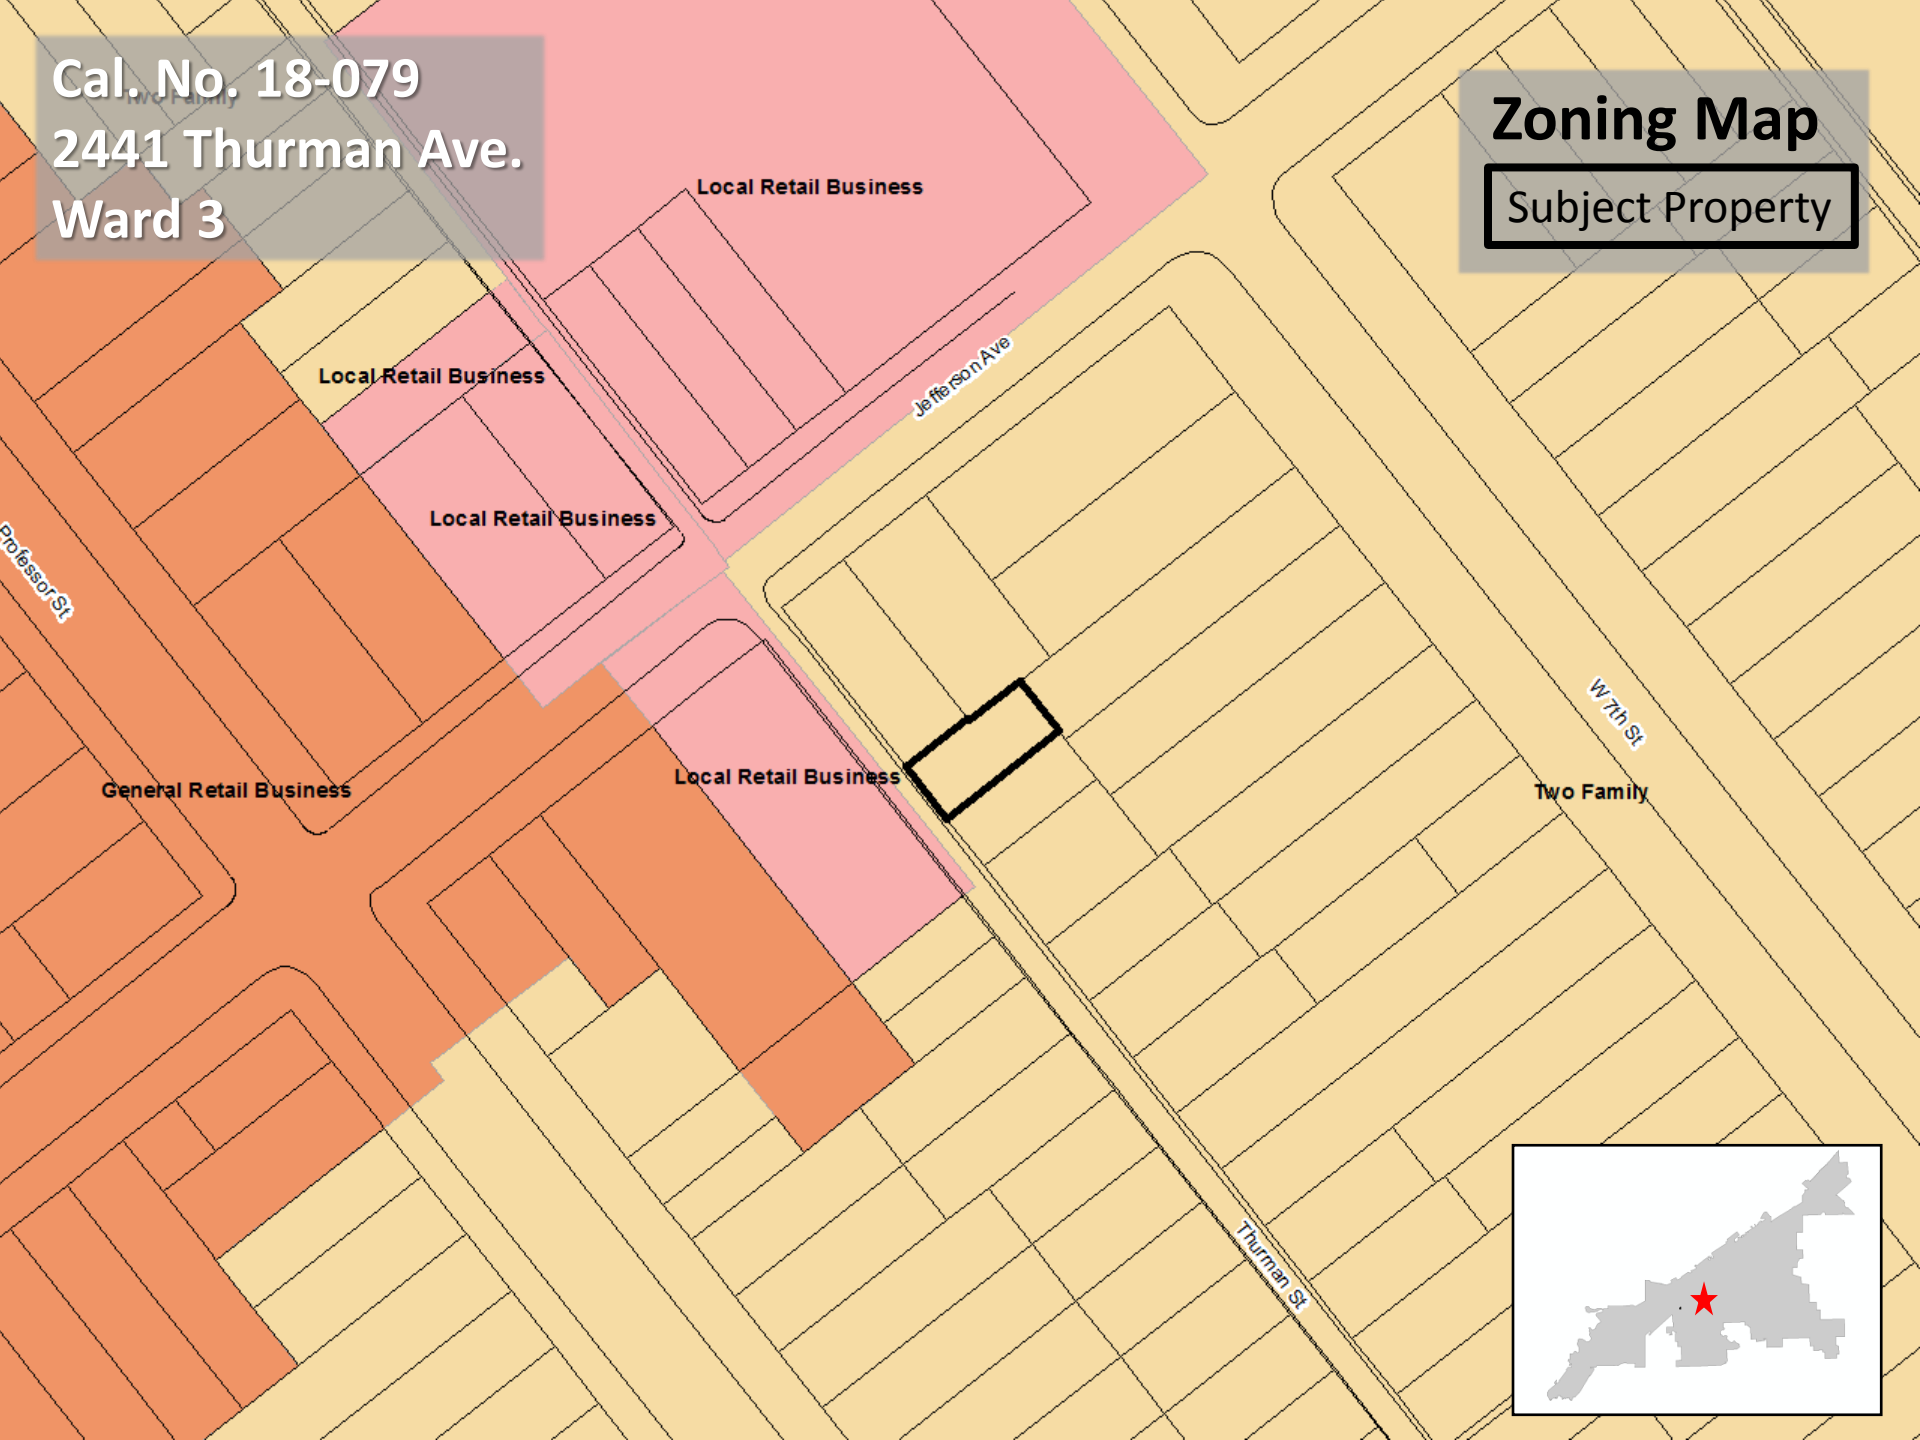 Cal. No. 18-079
2441 Thurman Ave.
Ward 3
Two Family
Zoning Map
Subject Property
Local Retail Business
Jefferson Ave
Local Retail Business
Local Retail Business
Professor St
W 7th St
Local Retail Business
General Retail Business
Two Family
Thurman St